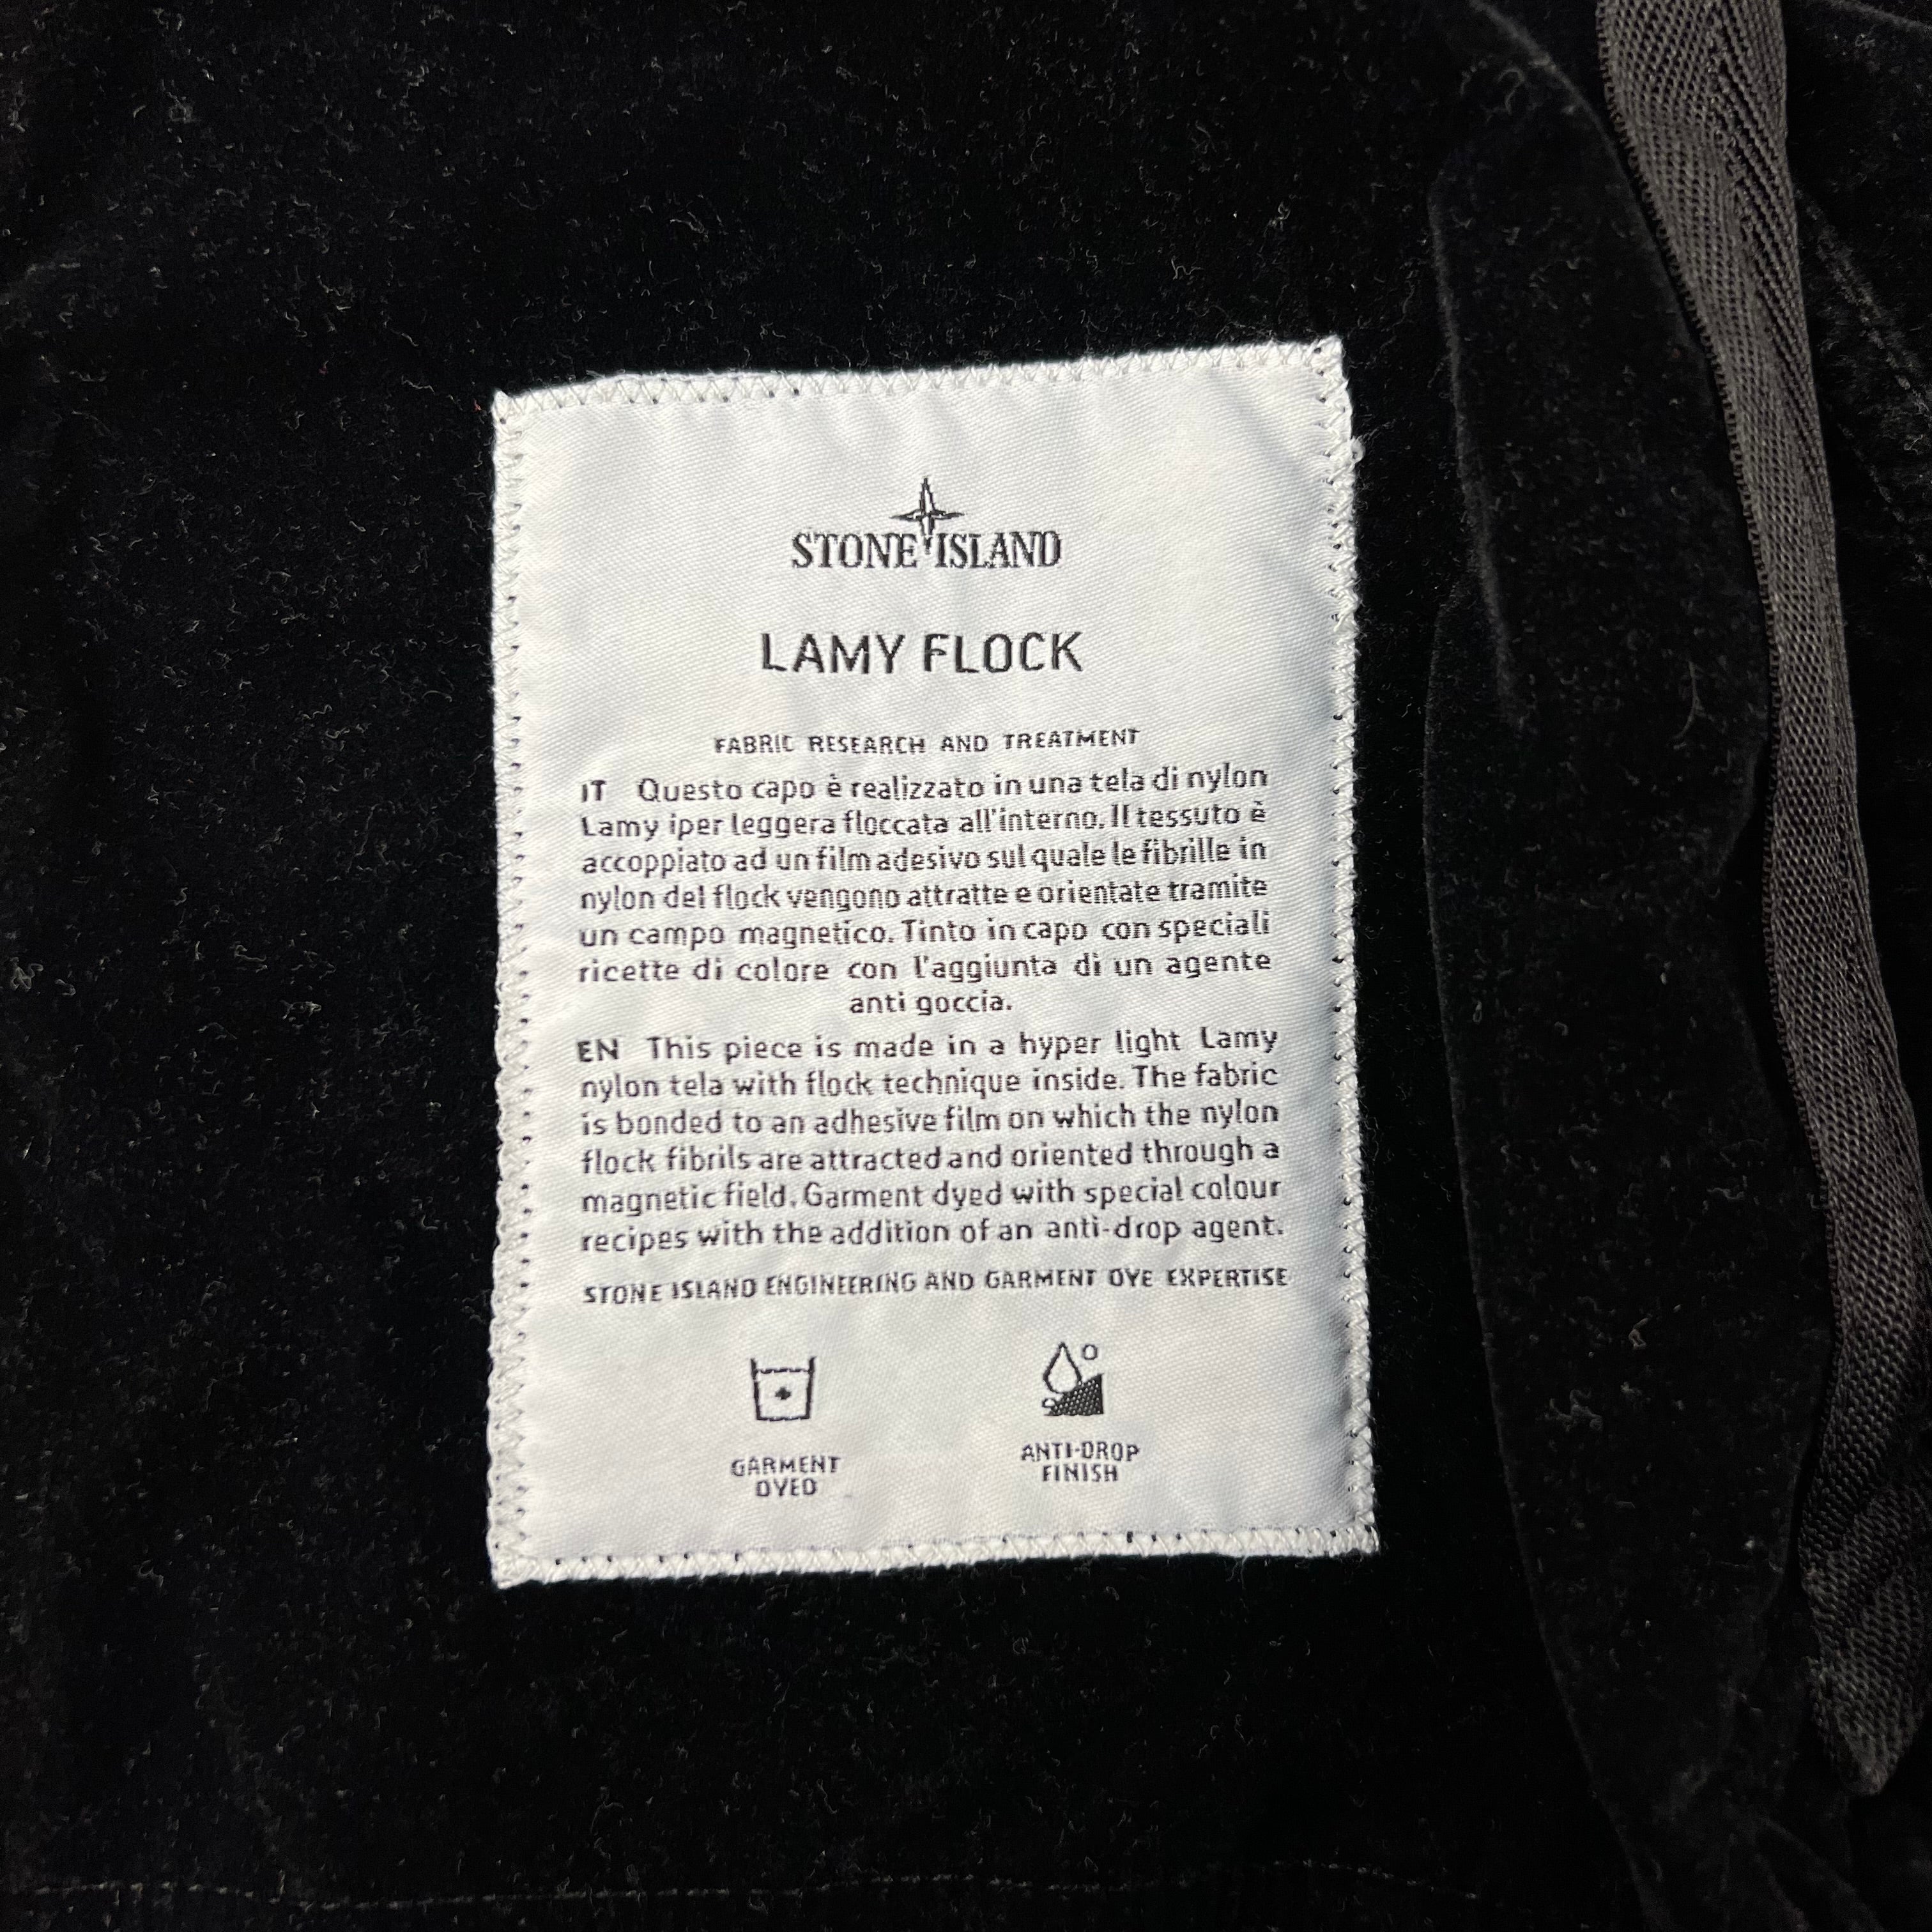 STONE ISLAND
LAMY FLOCK
FABRIC RESEARCH AND TREATMENT
IT Questo capo è realizzato in una tela di nylon
Lamy iper leggera floccata all'interno. Il tessuto è
accoppiato ad un film adesivo sul quale le fibrille in
nylon del flock vengono attratte e orientate tramite
un campo magnetico. Tinto in capo con speciali
ricette di colore con l'aggiunta di un agente
anti goccia.
EN This piece is made in a hyper light Lamy
nylon tela with flock technique inside. The fabric
is bonded to an adhesive film on which the nylon
flock fibrils are attracted and oriented through a
magnetic field. Garment dyed with special colour
recipes with the addition of an anti-drop agent.
STONE ISLAND ENGINEERING AND GARMENT DYE EXPERTISE
GARMENT
DYED
ANTI-DROP
FINISH